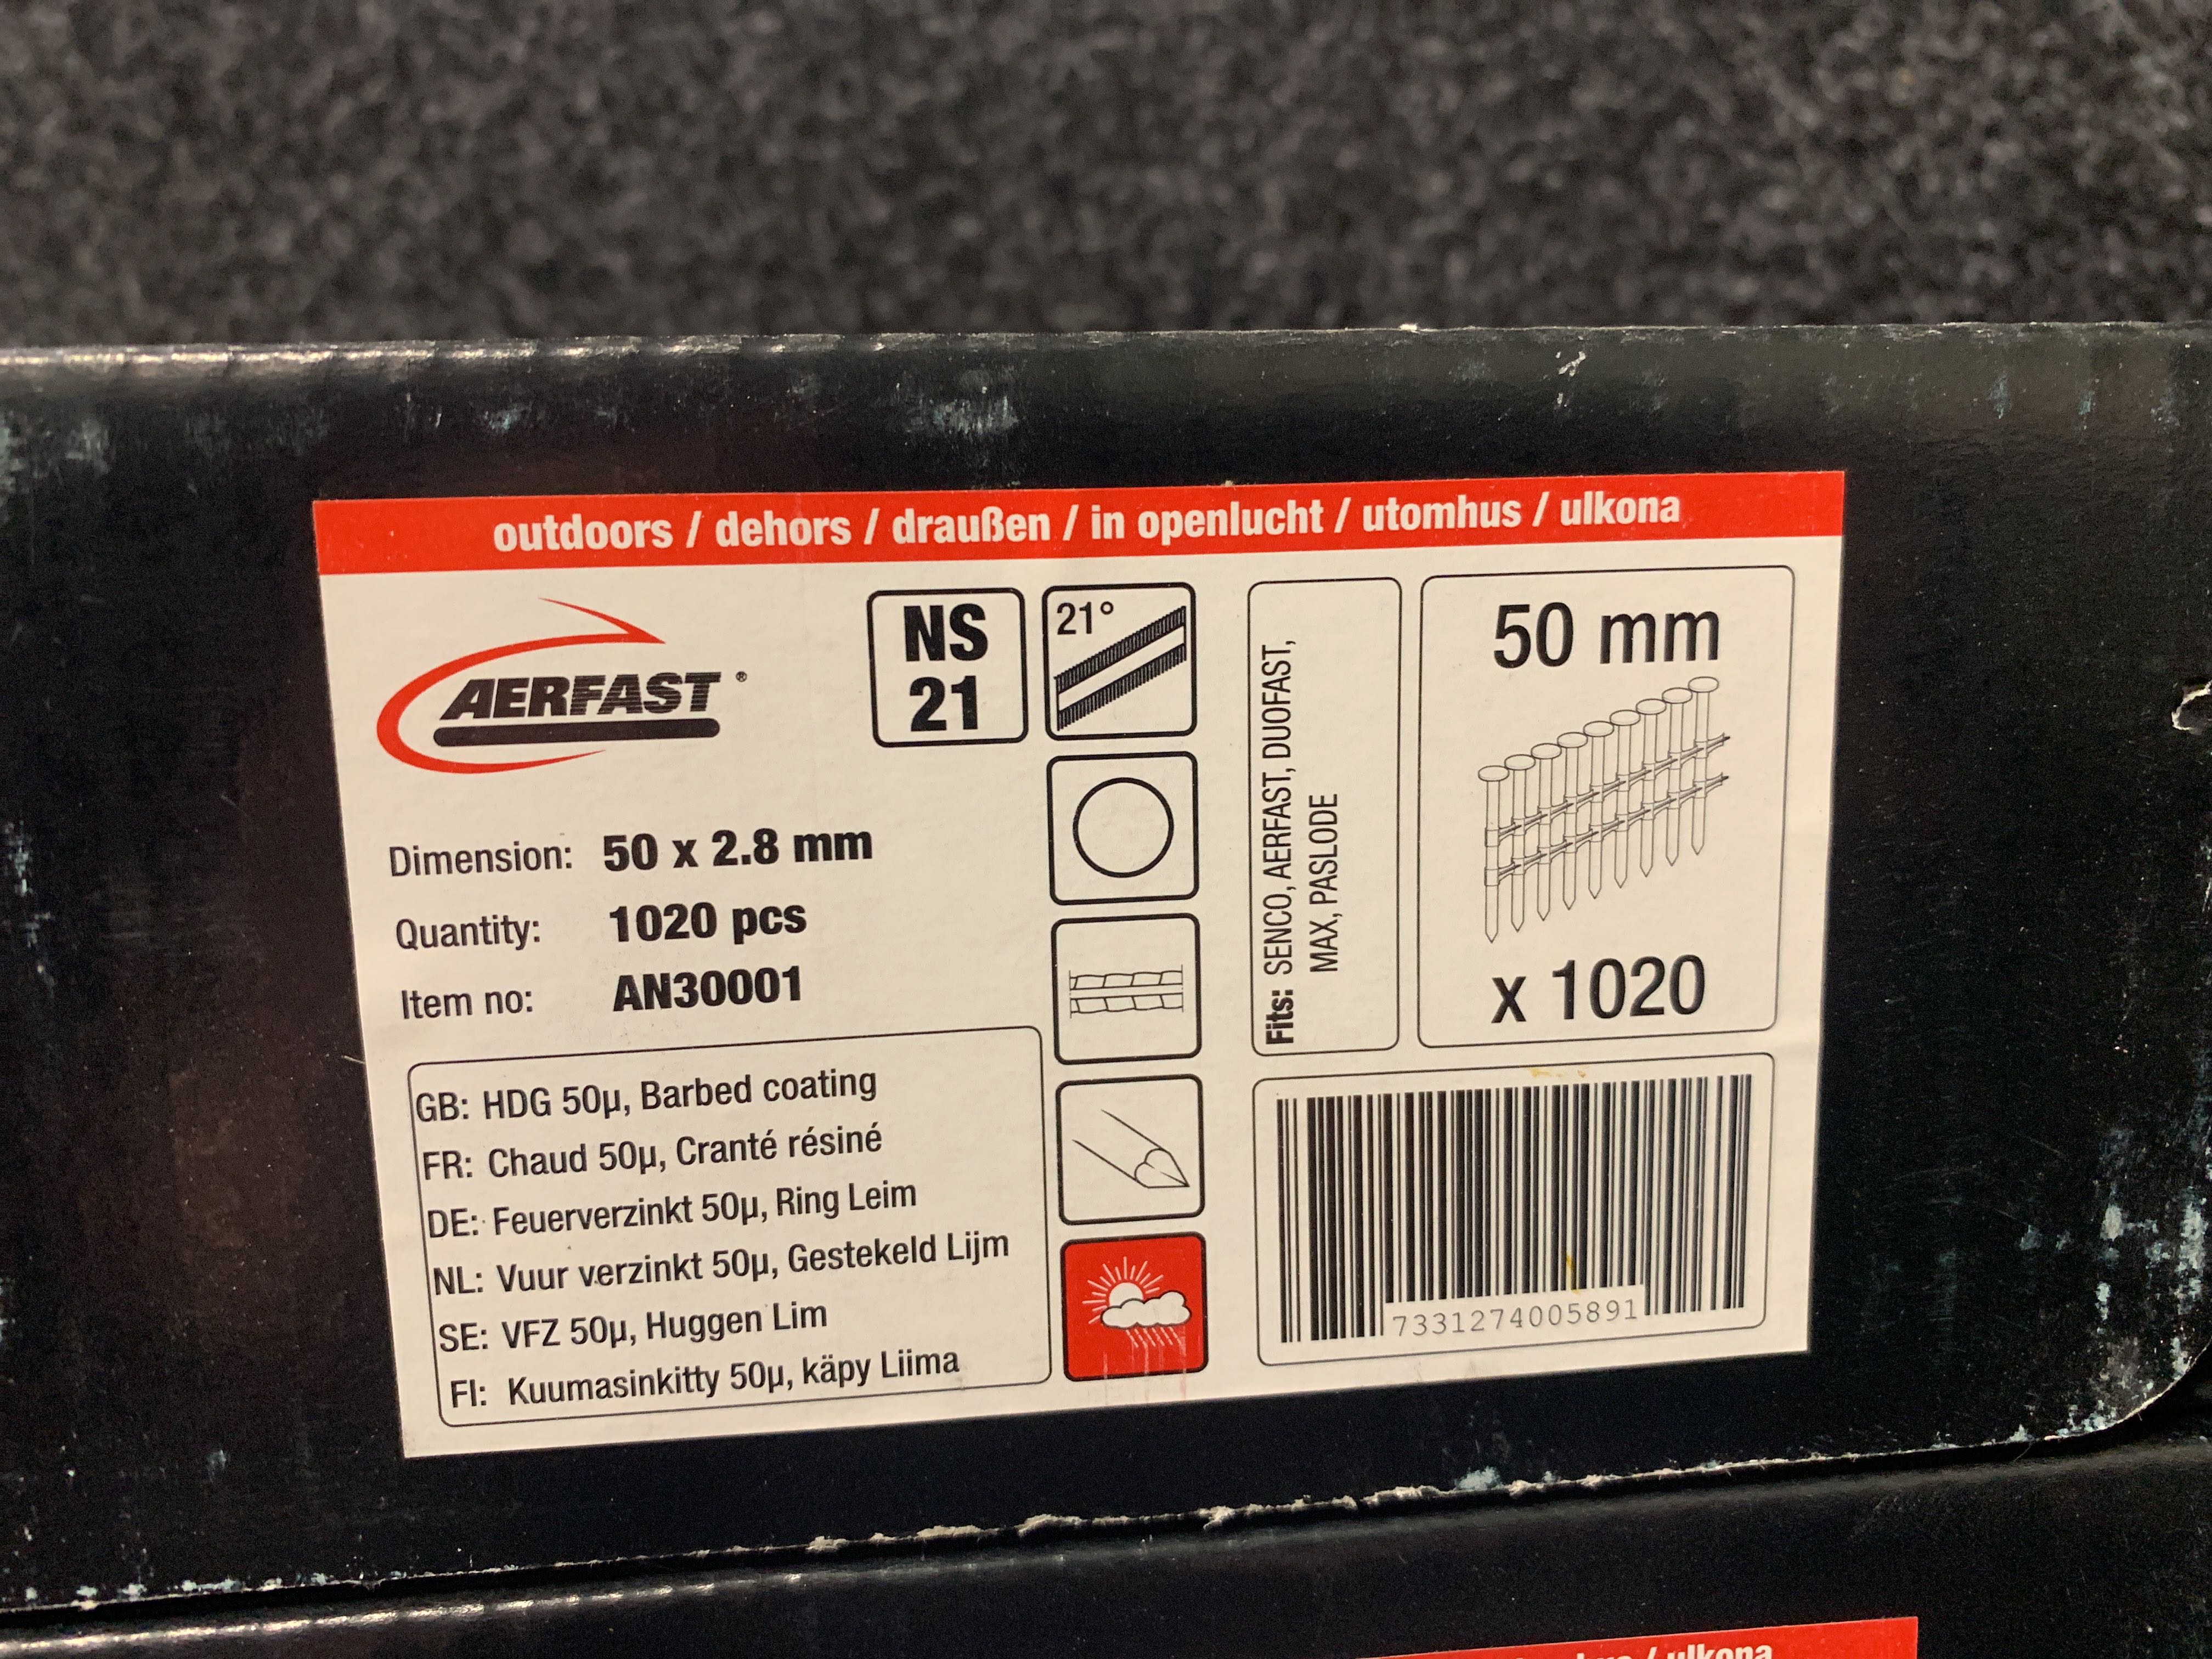 outdoors / dehors / draußen / in openlucht / utomhus / ulkona
AERFAST®
NS
21
21°
Dimension: 50 x 2.8 mm
Quantity: 1020 pcs
Item no: AN30001
GB: HDG 50µ, Barbed coating
FR: Chaud 50µ, Cranté résiné
DE: Feuerverzinkt 50µ, Ring Leim
NL: Vuur verzinkt 50µ, Gestekeld Lijm
SE: VFZ 50µ, Huggen Lim
FI: Kuumasinkitty 50µ, käpy Liima
Fits: SENCO, AERFAST, DUOFAST,
MAX, PASLODE
50 mm
x 1020
7331274005891
/ ulkona